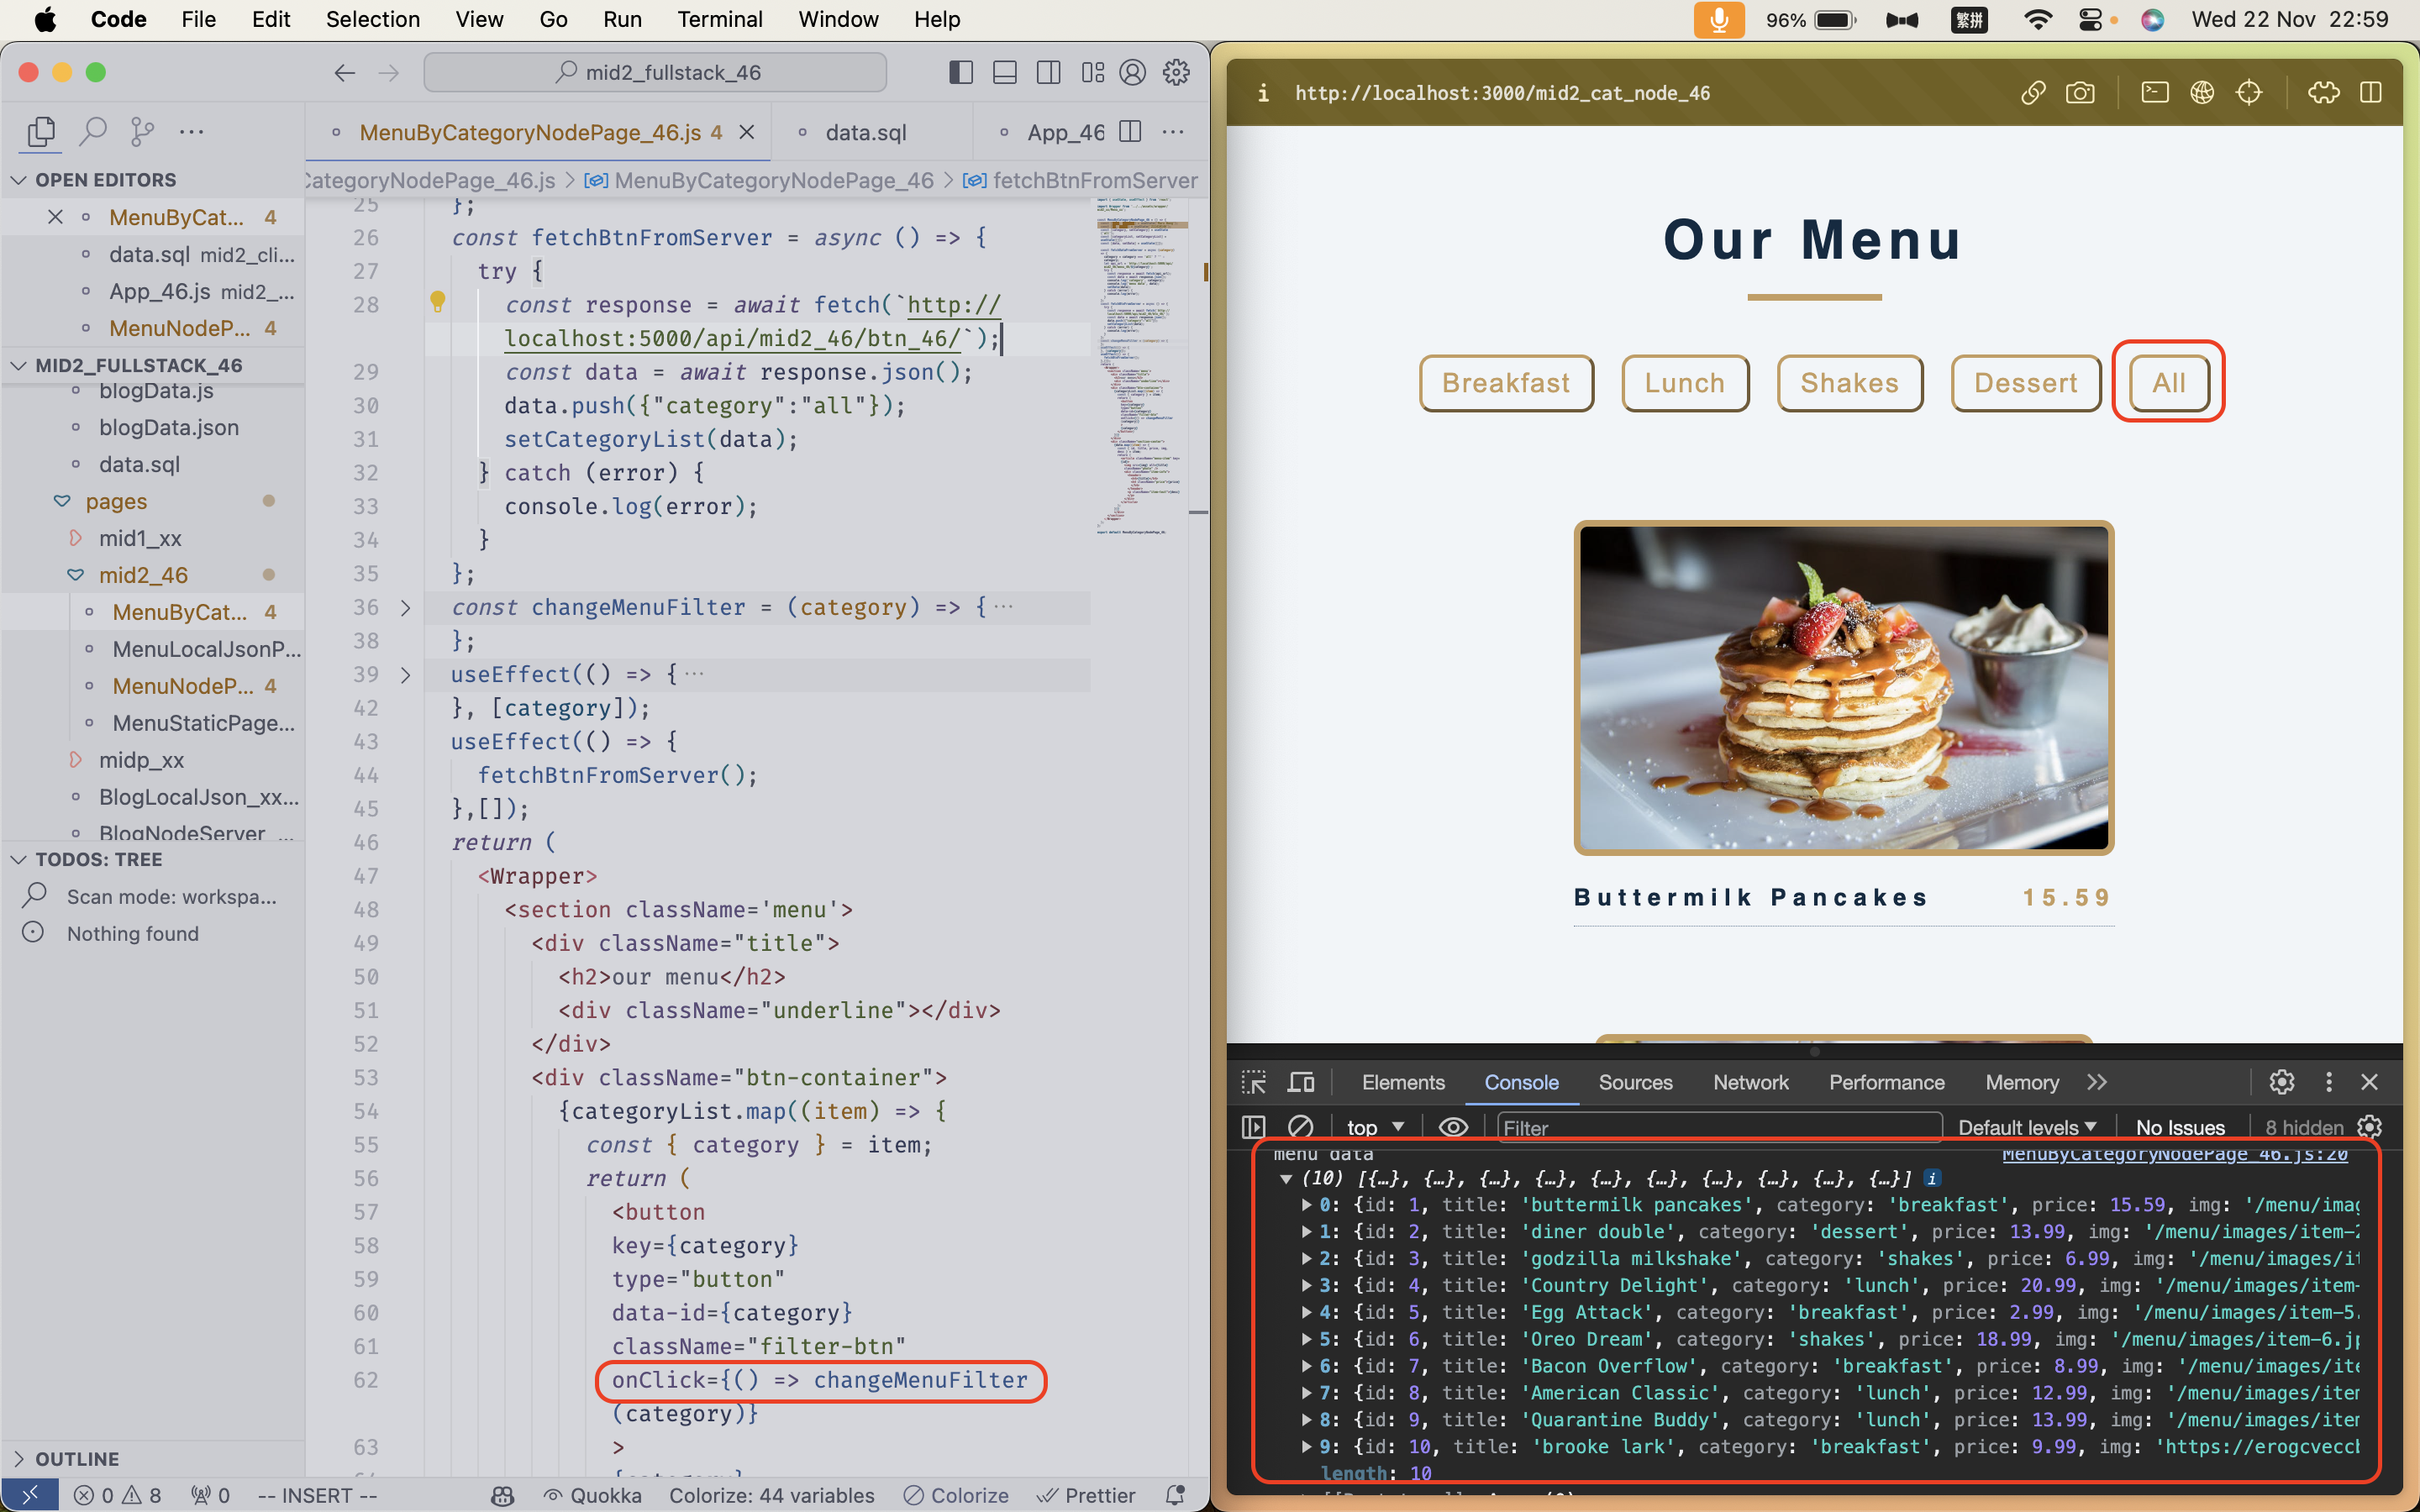 Code File Edit Selection View Go Run Terminal Window Help
96% 繁拼 Wed 22 Nov 22:59
mid2_fullstack_46
MenuByCategoryNodePage_46.js 4
data.sql
App_46
OPEN EDITORS
MenuByCat... 4
data.sql mid2_cli...
App_46.js mid2_...
MenuNodeP... 4
MID2_FULLSTACK_46
blogData.js
blogData.json
data.sql
pages
mid1_xx
mid2_46
MenuByCat... 4
MenuLocalJsonP...
MenuNodeP... 4
MenuStaticPage...
midp_xx
BlogLocalJson_xx...
BlogNodeServer_...
TODOS: TREE
Scan mode: workspa...
Nothing found
OUTLINE
CategoryNodePage_46.js > MenuByCategoryNodePage_46 > fetchBtnFromServer
25 };
26 const fetchBtnFromServer = async () => {
27 try {
28 const response = await fetch(`http://
localhost:5000/api/mid2_46/btn_46/`);
29 const data = await response.json();
30 data.push({"category":"all"});
31 setCategoryList(data);
32 } catch (error) {
33 console.log(error);
34 }
35 };
36 const changeMenuFilter = (category) => {···
38 };
39 useEffect(() => {···
42 }, [category]);
43 useEffect(() => {
44 fetchBtnFromServer();
45 },[]);
46 return (
47 <Wrapper>
48 <section className='menu'>
49 <div className="title">
50 <h2>our menu</h2>
51 <div className="underline"></div>
52 </div>
53 <div className="btn-container">
54 {categoryList.map((item) => {
55 const { category } = item;
56 return (
57 <button
58 key={category}
59 type="button"
60 data-id={category}
61 className="filter-btn"
62 onClick={() => changeMenuFilter
(category)}
63 >
0 8 0 -- INSERT -- Quokka Colorize: 44 variables Colorize Prettier
http://localhost:3000/mid2_cat_node_46
Our Menu
Breakfast Lunch Shakes Dessert All
Buttermilk Pancakes 15.59
Elements Console Sources Network Performance Memory
top Filter Default levels No Issues 8 hidden
menu data MenuByCategoryNodePage_46.js:20
(10) [{…}, {…}, {…}, {…}, {…}, {…}, {…}, {…}, {…}, {…}] i
0: {id: 1, title: 'buttermilk pancakes', category: 'breakfast', price: 15.59, img: '/menu/imag
1: {id: 2, title: 'diner double', category: 'dessert', price: 13.99, img: '/menu/images/item-2
2: {id: 3, title: 'godzilla milkshake', category: 'shakes', price: 6.99, img: '/menu/images/it
3: {id: 4, title: 'Country Delight', category: 'lunch', price: 20.99, img: '/menu/images/item-
4: {id: 5, title: 'Egg Attack', category: 'breakfast', price: 2.99, img: '/menu/images/item-5.
5: {id: 6, title: 'Oreo Dream', category: 'shakes', price: 18.99, img: '/menu/images/item-6.jp
6: {id: 7, title: 'Bacon Overflow', category: 'breakfast', price: 8.99, img: '/menu/images/ite
7: {id: 8, title: 'American Classic', category: 'lunch', price: 12.99, img: '/menu/images/item
8: {id: 9, title: 'Quarantine Buddy', category: 'lunch', price: 13.99, img: '/menu/images/item
9: {id: 10, title: 'brooke lark', category: 'breakfast', price: 9.99, img: 'https://erogcveccb
length: 10